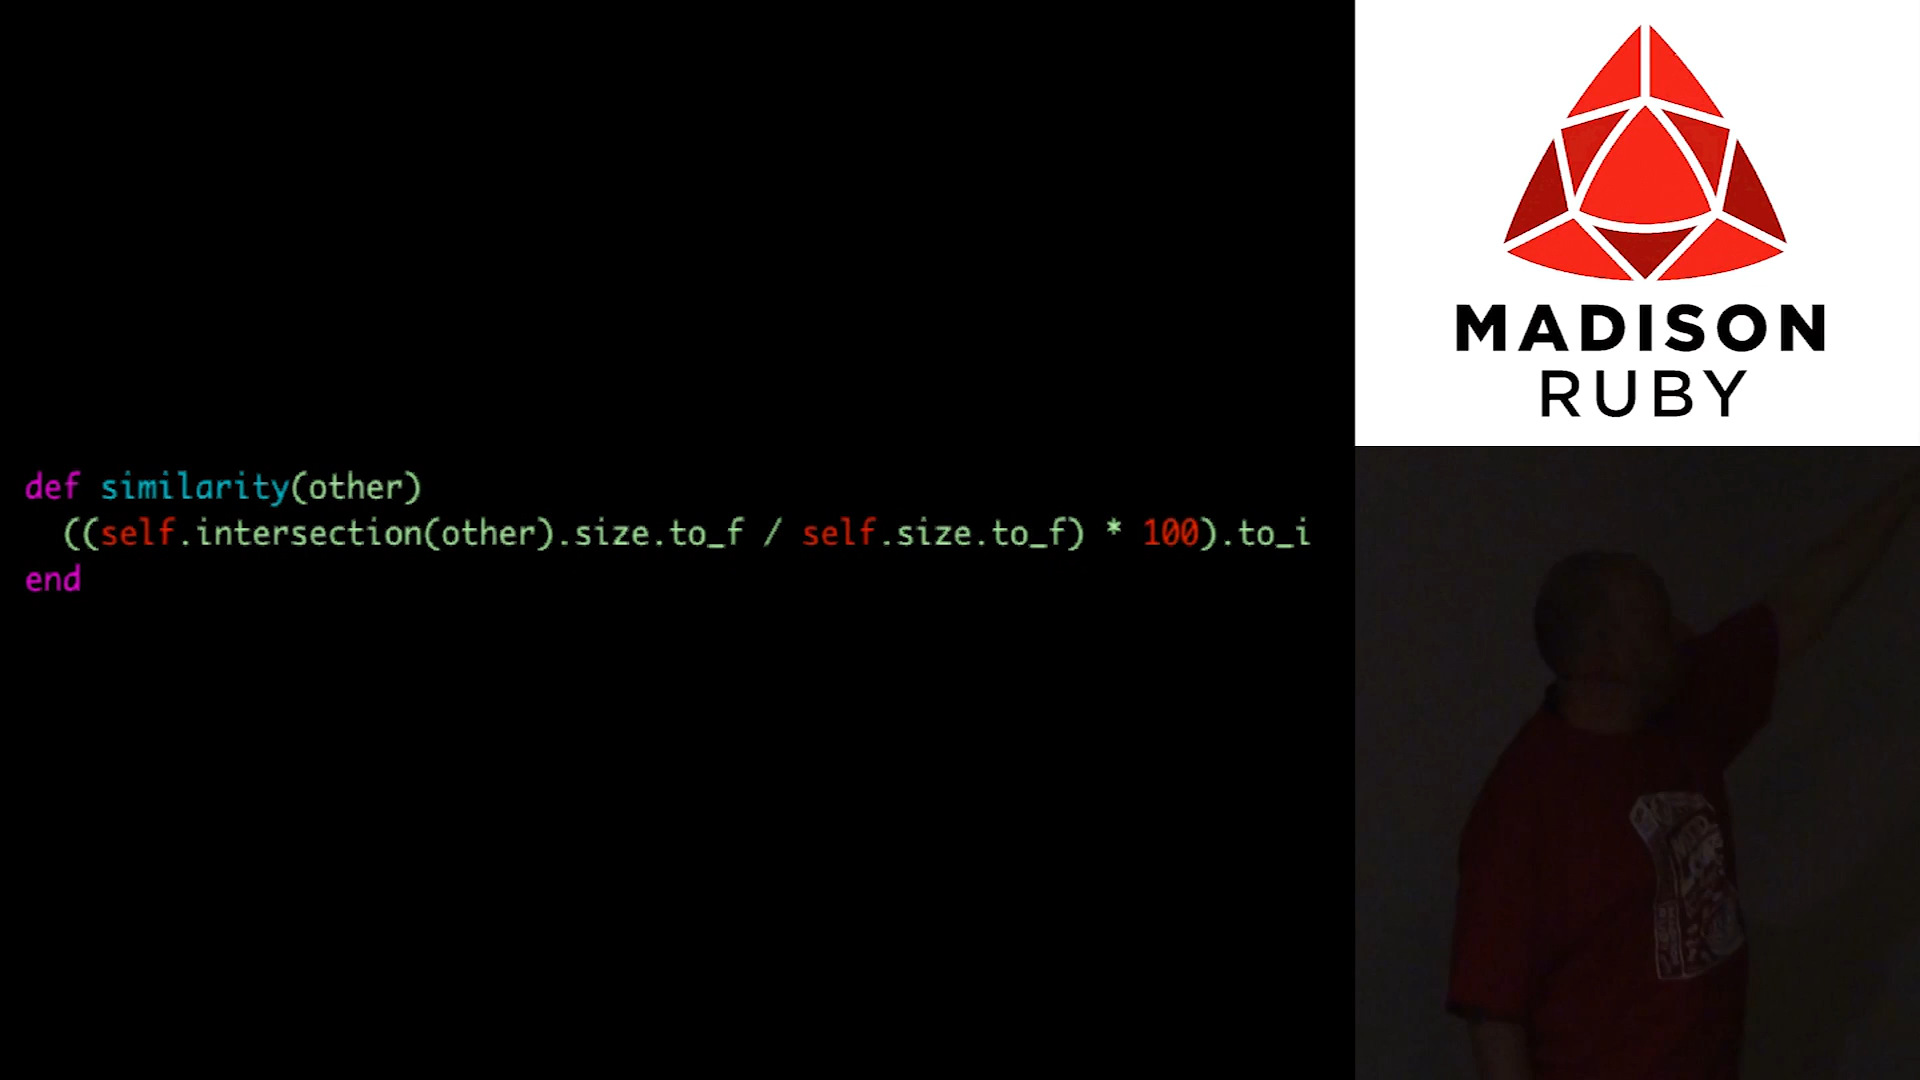 def similarity(other)
  ((self.intersection(other).size.to_f / self.size.to_f) * 100).to_i
end
MADISON
RUBY